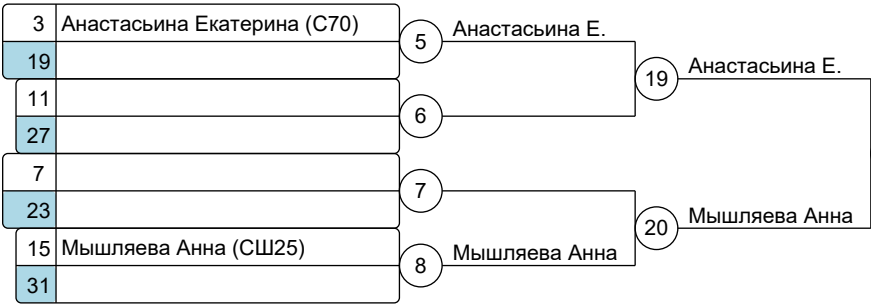 3 Анастасьина Екатерина (С70)
5 Анастасьина Е.
19
19 Анастасьина Е.
11
6
27
7
7
23
20 Мышляева Анна
15 Мышляева Анна (СШ25)
8 Мышляева Анна
31